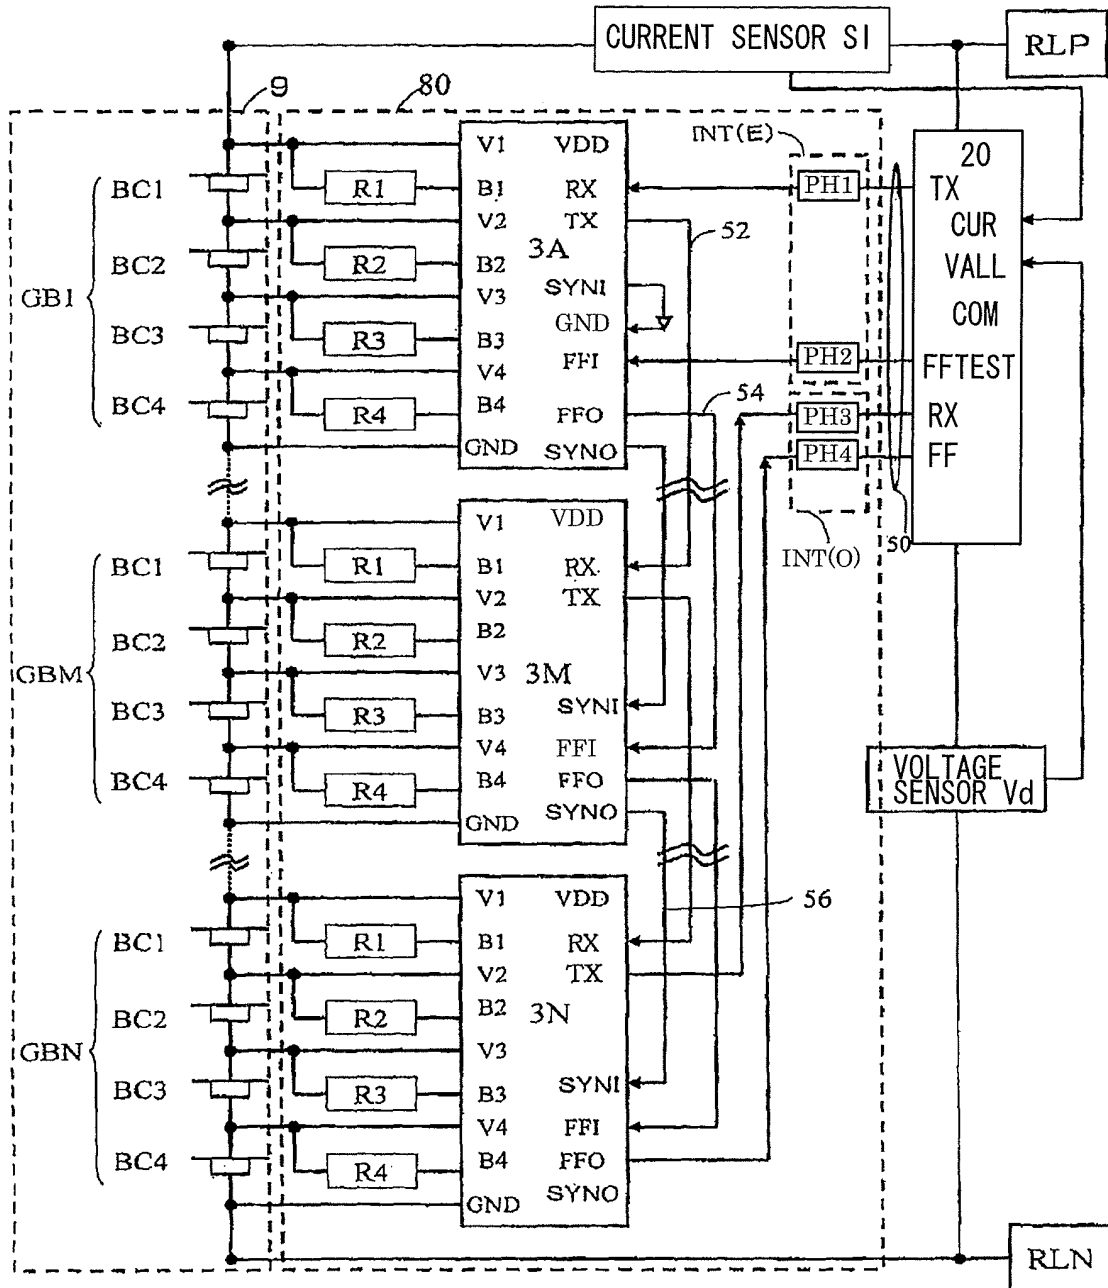 CURRENT SENSOR SI
RLP
9
80
INT(E)
20
V1
VDD
BC1
R1
B1
RX
PH1
TX
V2
TX
52
CUR
3A
BC2
R2
B2
VALL
GB1
V3
SYNI
COM
BC3
R3
B3
GND
V4
FFI
PH2
FFTEST
BC4
R4
B4
FFO
54
PH3
RX
GND
SYNO
PH4
FF
V1
VDD
50
INT(O)
BC1
R1
B1
RX
V2
TX
BC2
R2
B2
GBM
V3
3M
BC3
R3
B3
SYNI
V4
FFI
BC4
R4
B4
FFO
VOLTAGE
SENSOR Vd
GND
SYNO
V1
VDD
56
BC1
R1
B1
RX
V2
TX
BC2
R2
B2
3N
GBN
V3
BC3
R3
B3
SYNI
V4
FFI
BC4
R4
B4
FFO
SYNO
GND
RLN